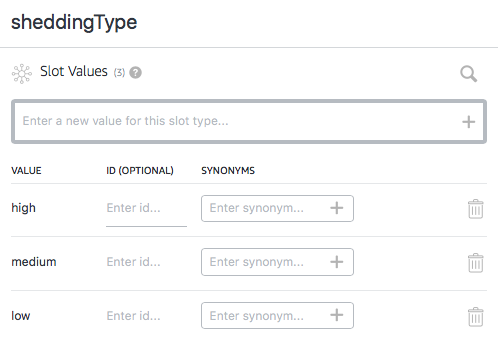 sheddingType
Slot Values (3) ?
Enter a new value for this slot type... +
VALUE ID (OPTIONAL) SYNONYMS
high Enter id... Enter synonym... +
medium Enter id... Enter synonym... +
low Enter id... Enter synonym... +